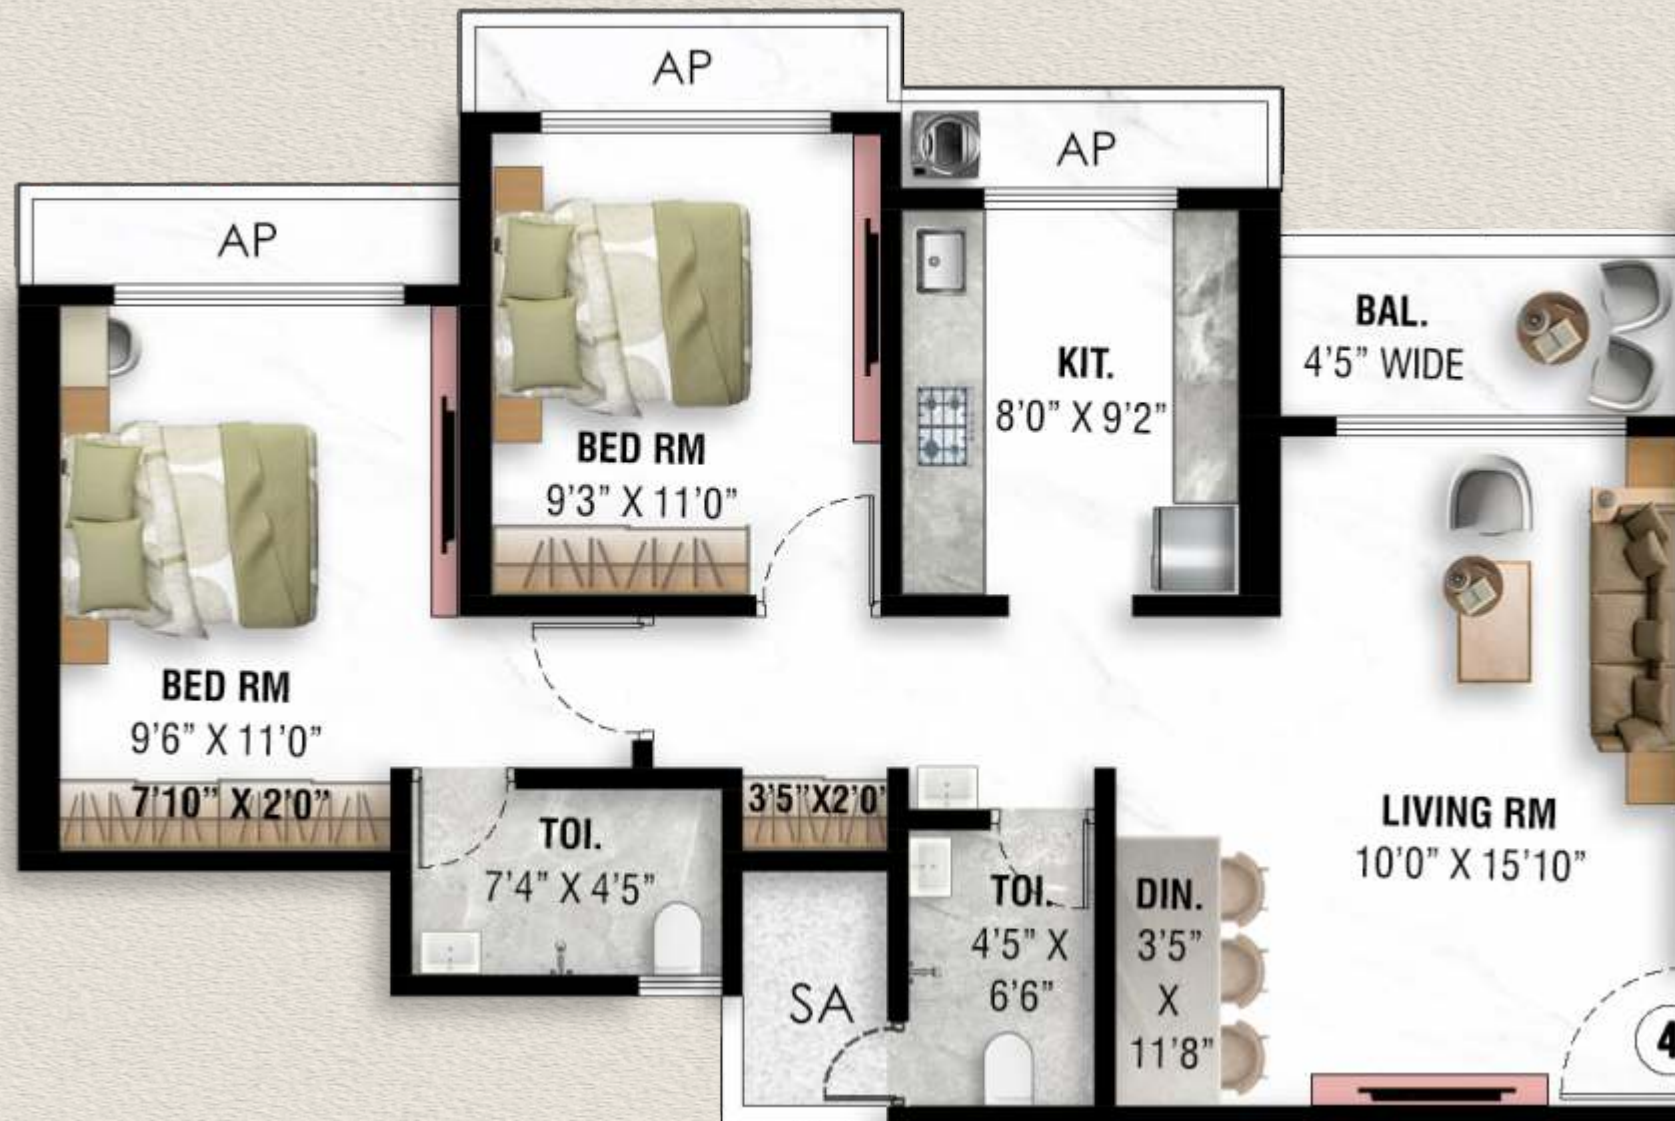 AP
AP
AP
BAL.
4'5” WIDE
KIT.
8'0” X 9'2”
BED RM
9'3” X 11'0”
BED RM
9'6” X 11'0”
7'10” X 2'0”
3'5”X2'0”
TOI.
7'4” X 4'5”
LIVING RM
10'0” X 15'10”
TOI.
4'5” X
6'6”
DIN.
3'5”
X
11'8”
SA
4